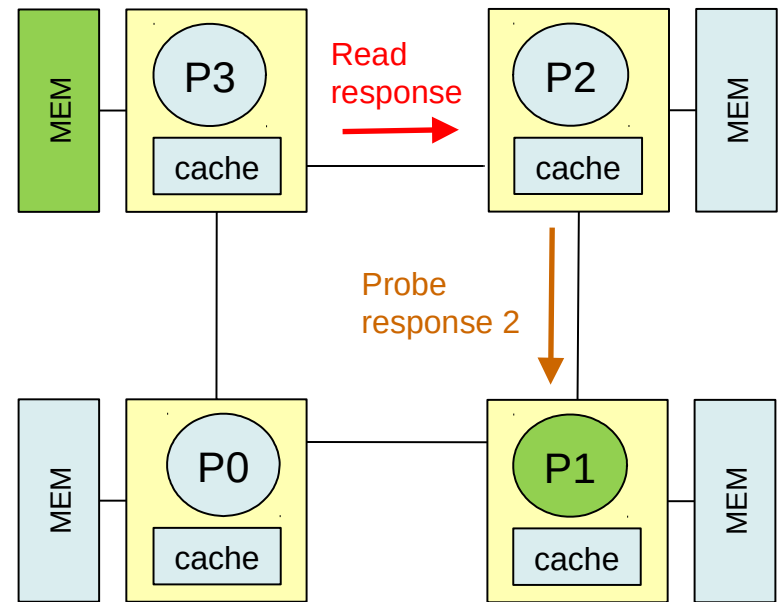 MEM
P3
cache
Read
response
P2
cache
MEM
Probe
response 2
MEM
P0
cache
P1
cache
MEM